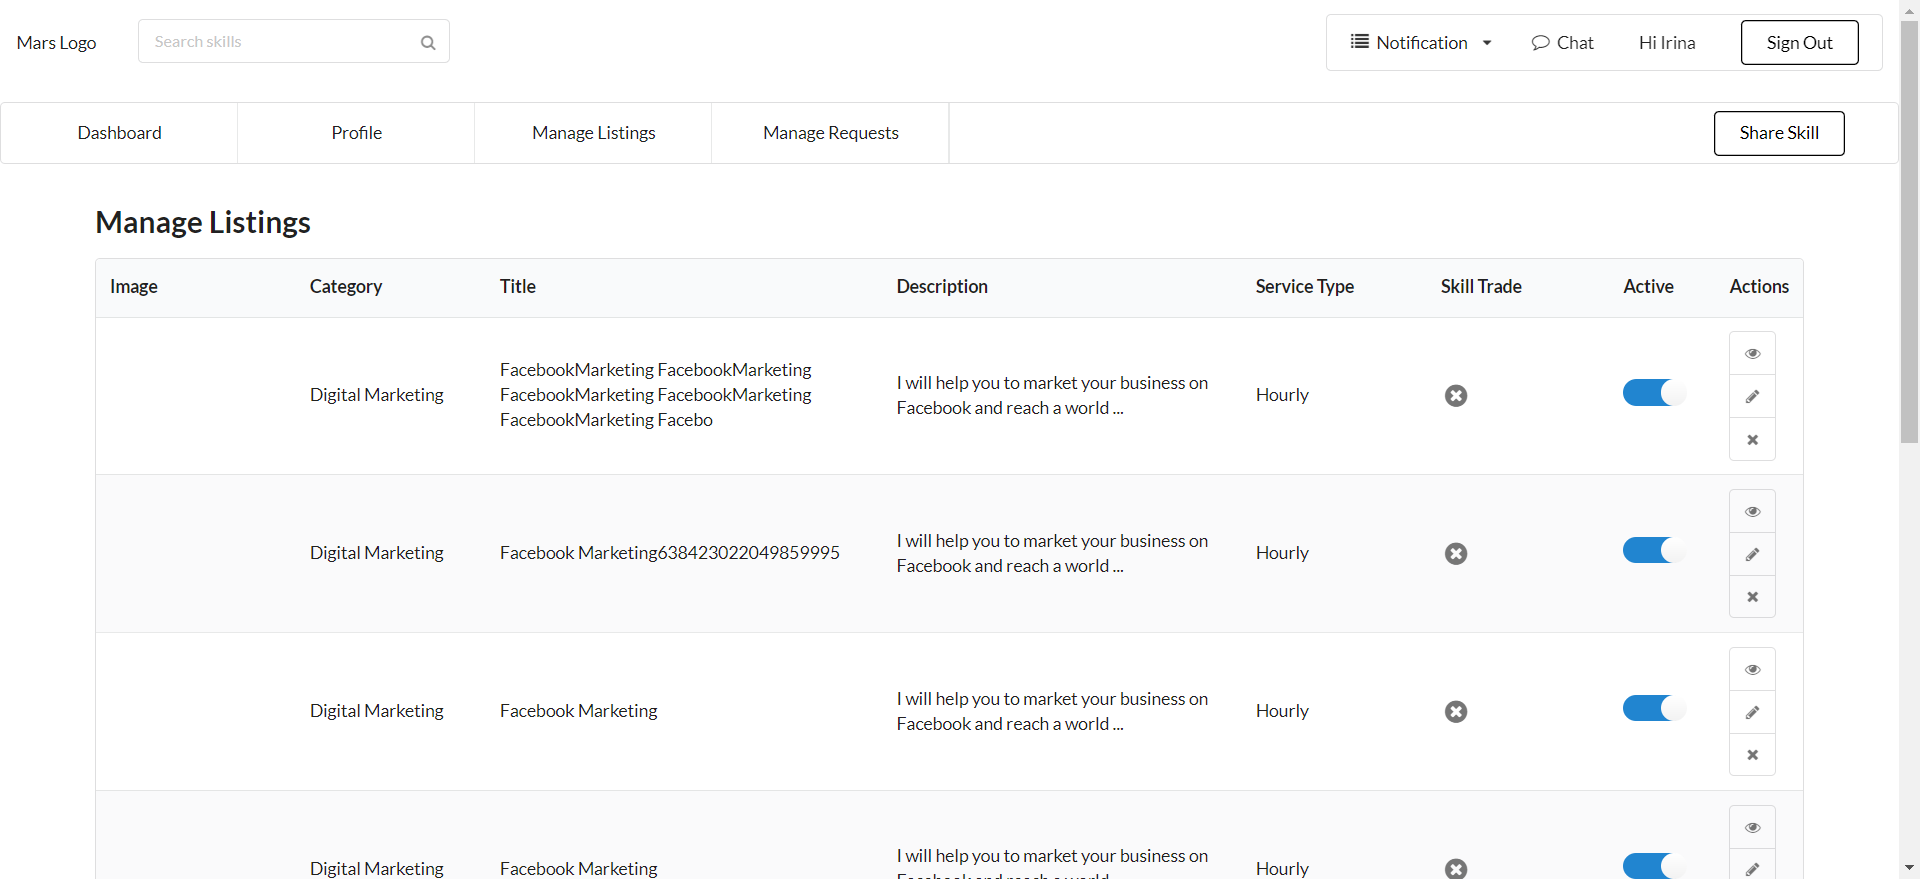 Mars Logo
Search skills
Notification
Chat
Hi Irina
Sign Out
Dashboard
Profile
Manage Listings
Manage Requests
Share Skill
Manage Listings
Image Category Title Description Service Type Skill Trade Active Actions
Digital Marketing
FacebookMarketing FacebookMarketing
FacebookMarketing FacebookMarketing
FacebookMarketing Facebo
I will help you to market your business on
Facebook and reach a world ...
Hourly
Digital Marketing
Facebook Marketing638423022049859995
I will help you to market your business on
Facebook and reach a world ...
Hourly
Digital Marketing
Facebook Marketing
I will help you to market your business on
Facebook and reach a world ...
Hourly
Digital Marketing
Facebook Marketing
I will help you to market your business on
Facebook and reach a world
Hourly